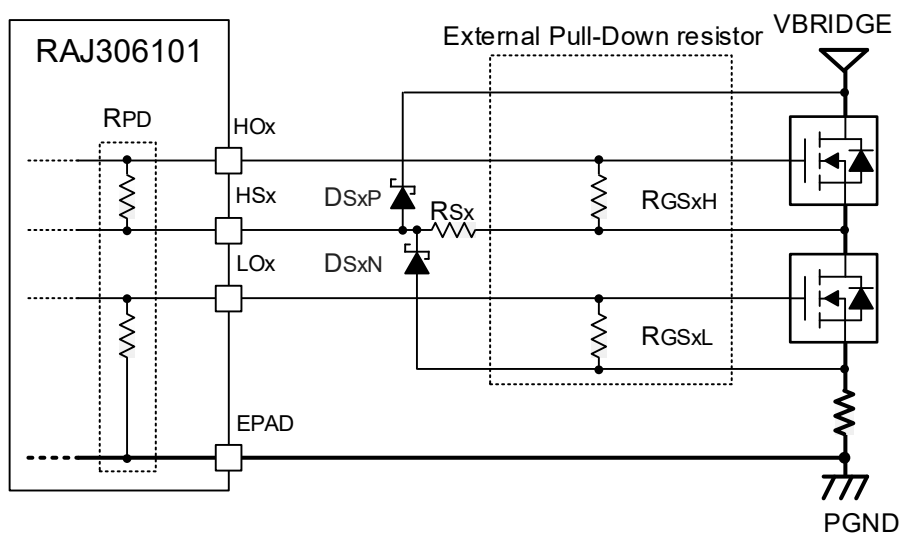 External Pull-Down resistor
VBRIDGE
RAJ306101
RPD
HOx
HSx
DSxP
RSx
RGSxH
LOx
DSxN
RGSxL
EPAD
PGND